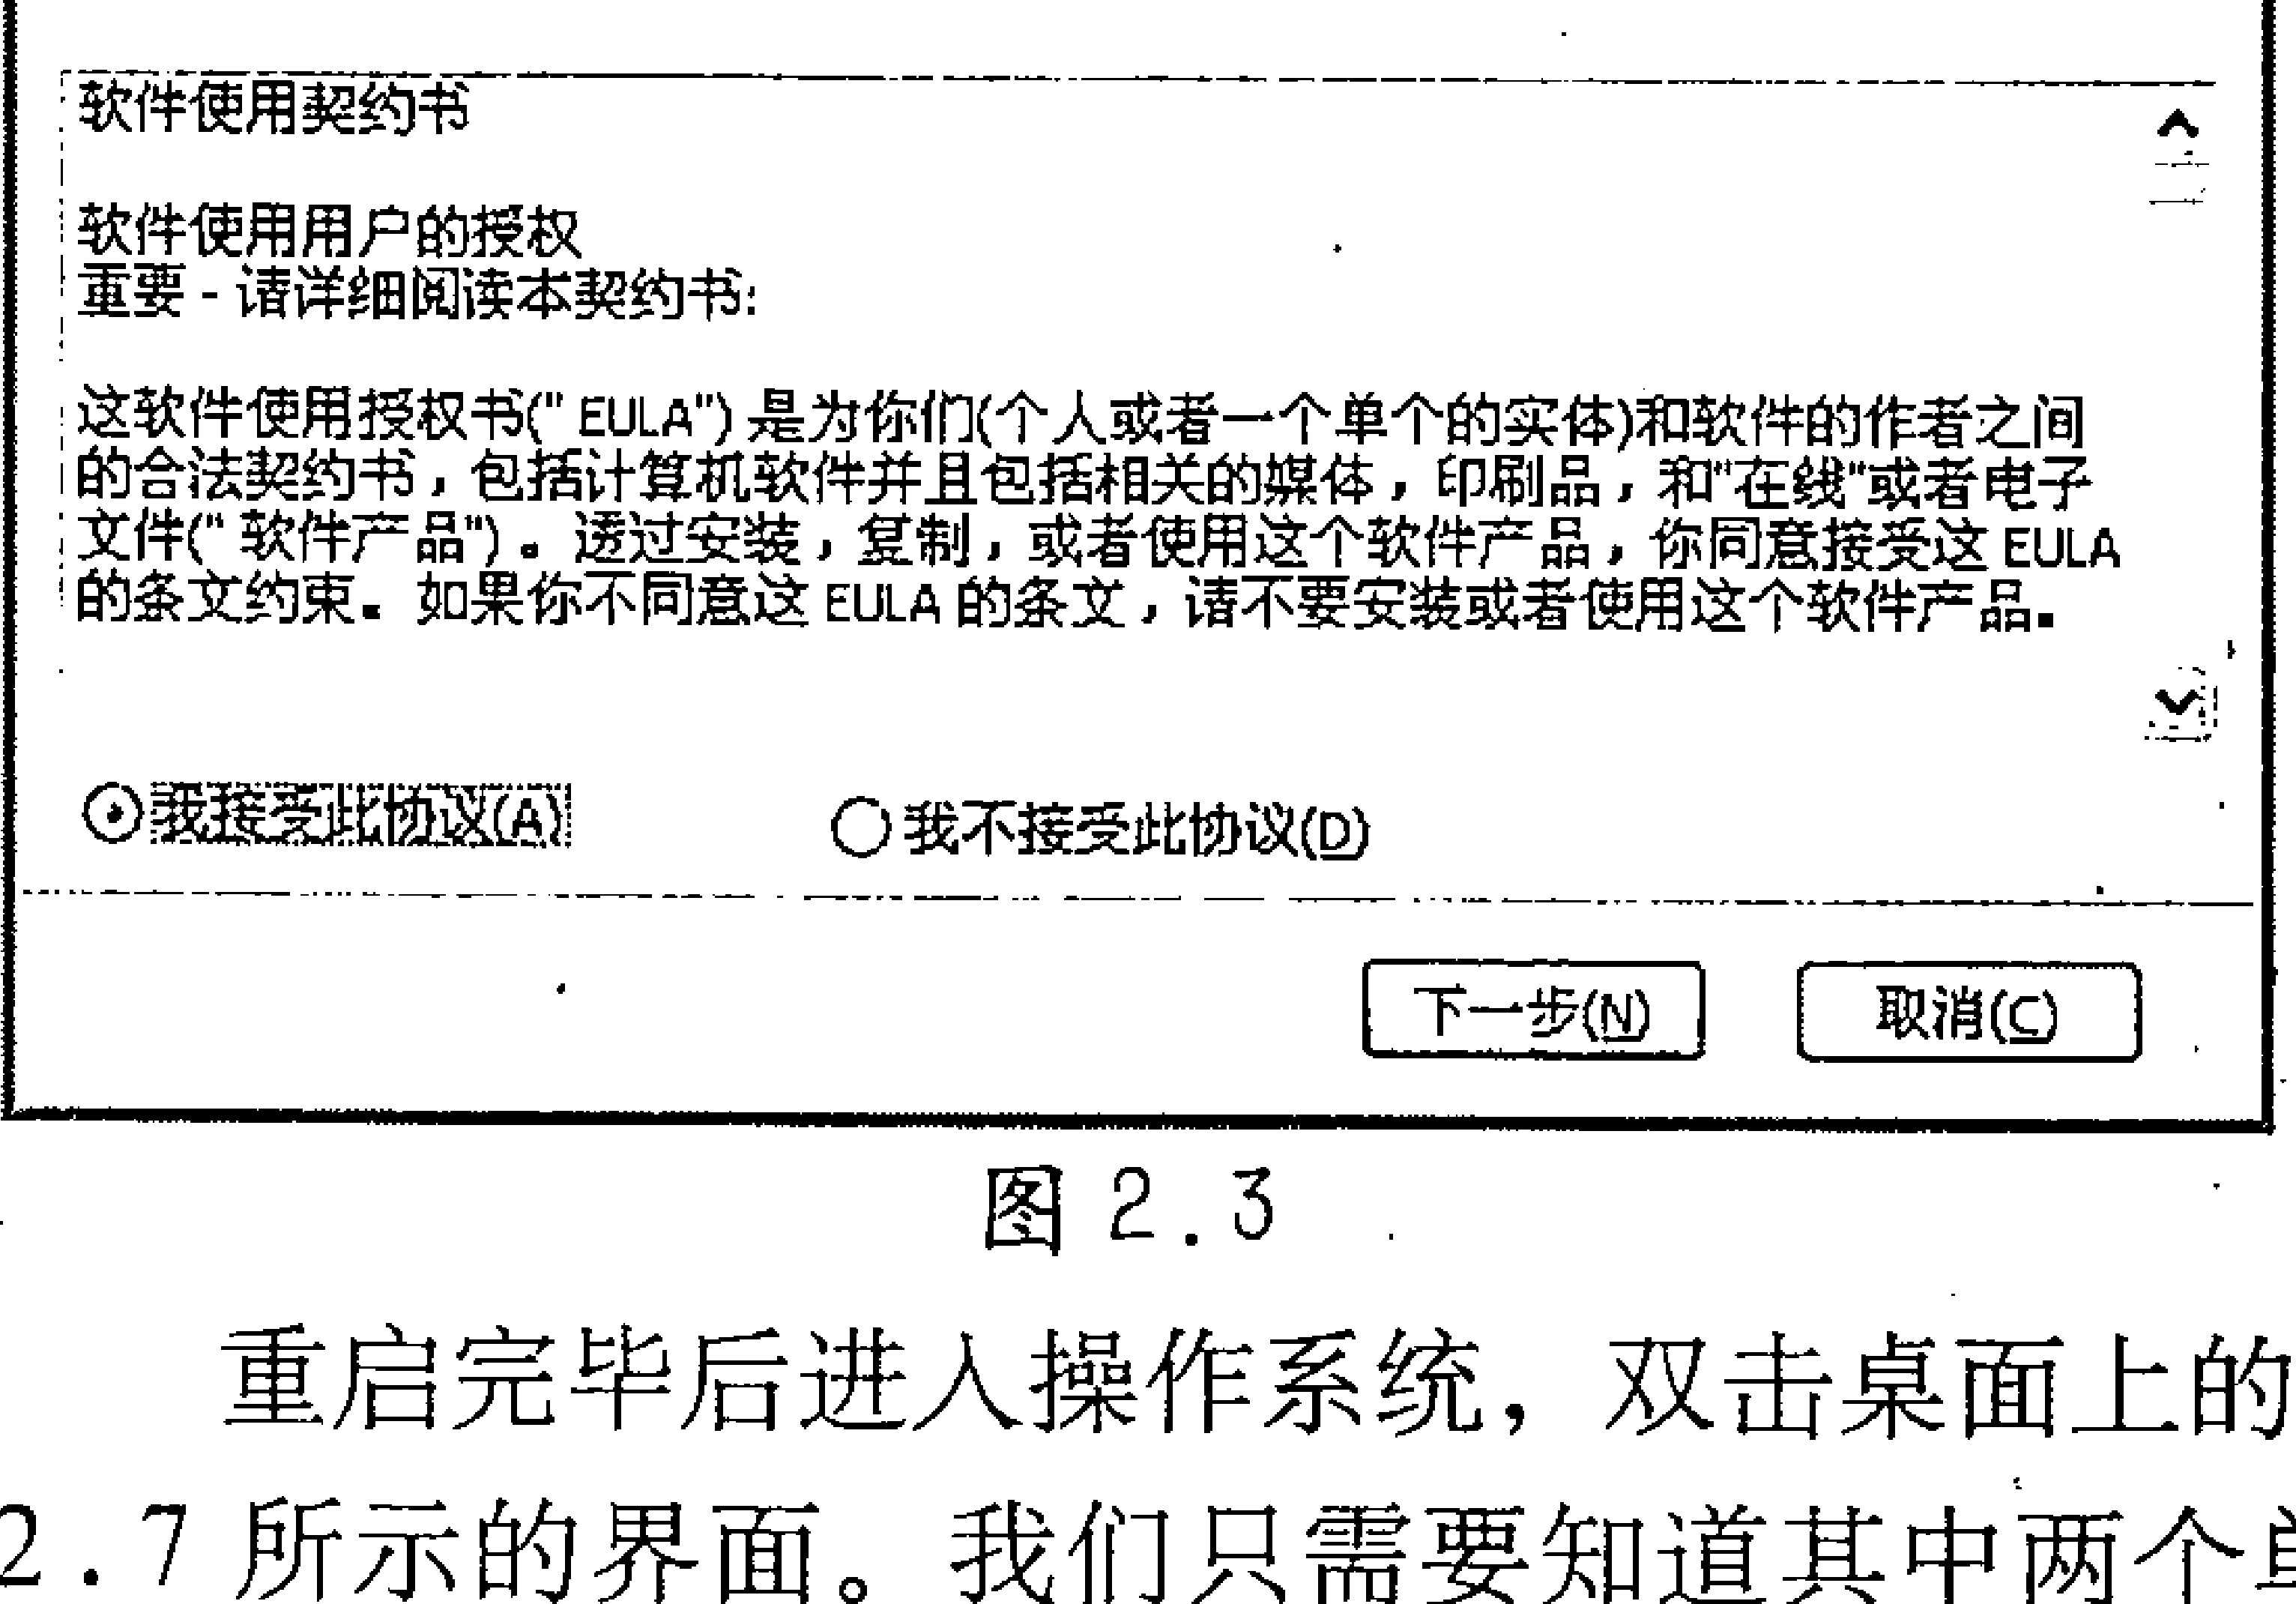 软件使用契约书
软件使用用户的授权
重要 - 请详细阅读本契约书:
这软件使用授权书("EULA") 是为你们(个人或者一个单个的实体)和软件的作者之间
的合法契约书，包括计算机软件并且包括相关的媒体，印刷品，和"在线"或者电子
文件("软件产品")。透过安装，复制，或者使用这个软件产品，你同意接受这 EULA
的条文约束。如果你不同意这 EULA 的条文，请不要安装或者使用这个软件产品。
我接受此协议(A) 我不接受此协议(D)
下一步(N) 取消(C)
图 2.3
重启完毕后进入操作系统，双击桌面上的
2.7 所示的界面。我们只需要知道其中两个